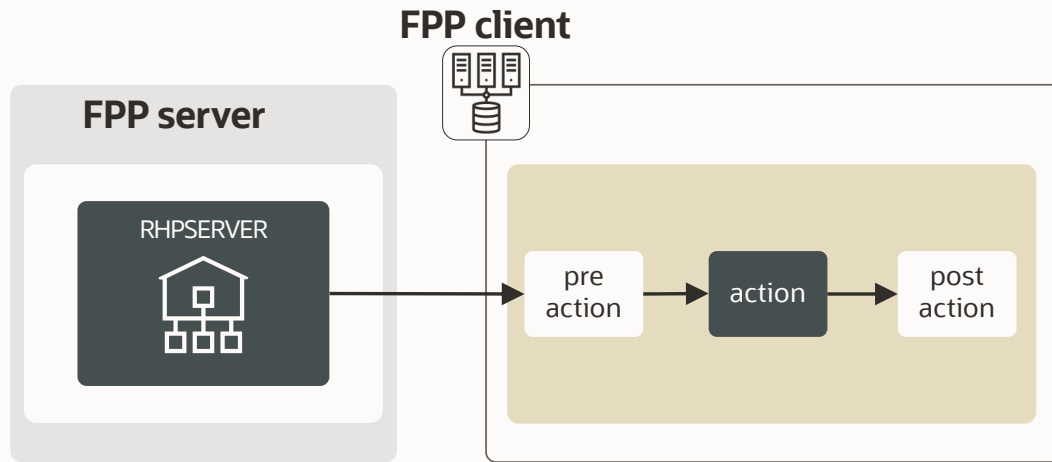 FPP client
FPP server
RHPSERVER
pre
action
action
post
action